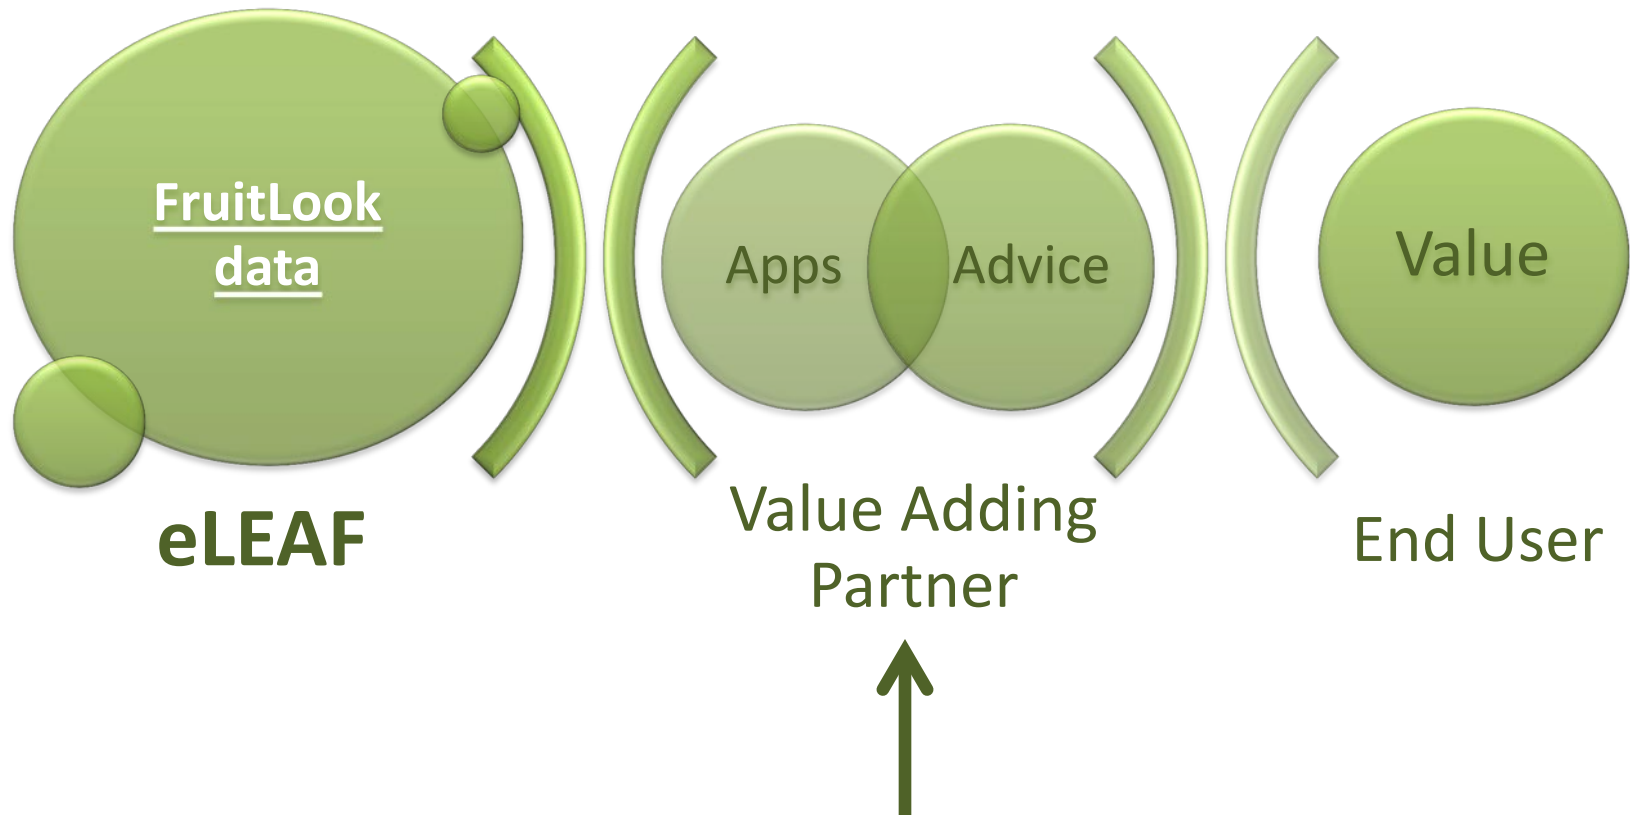 FruitLook
data
Apps
Advice
Value
eLEAF
Value Adding
Partner
End User